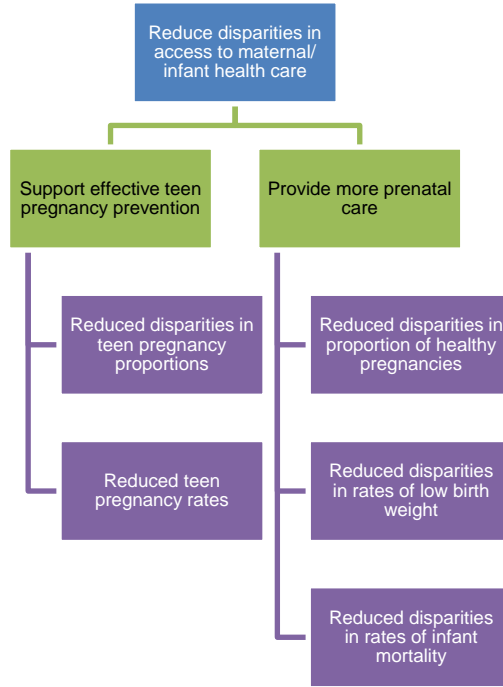 Reduce disparities in
access to maternal/
infant health care
Support effective teen
pregnancy prevention
Provide more prenatal
care
Reduced disparities in
teen pregnancy
proportions
Reduced disparities in
proportion of healthy
pregnancies
Reduced teen
pregnancy rates
Reduced disparities
in rates of low birth
weight
Reduced disparities
in rates of infant
mortality